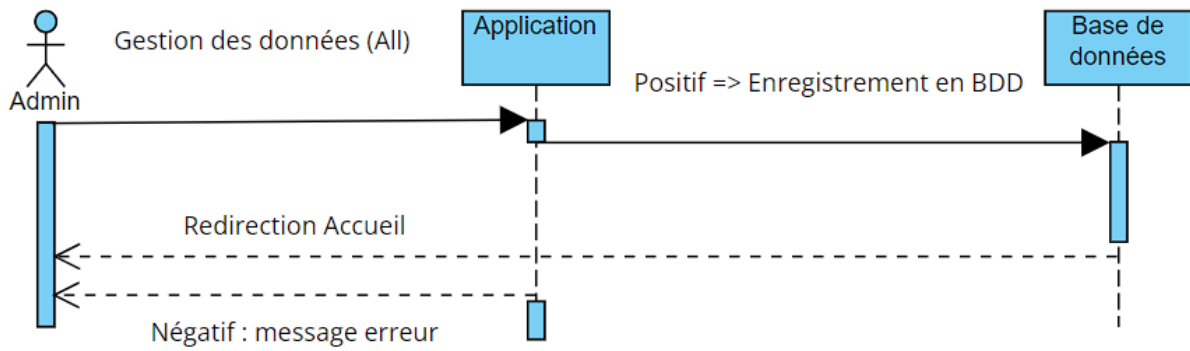 Application
Base de
données
Gestion des données (All)
Positif => Enregistrement en BDD
Admin
Redirection Accueil
Négatif : message erreur